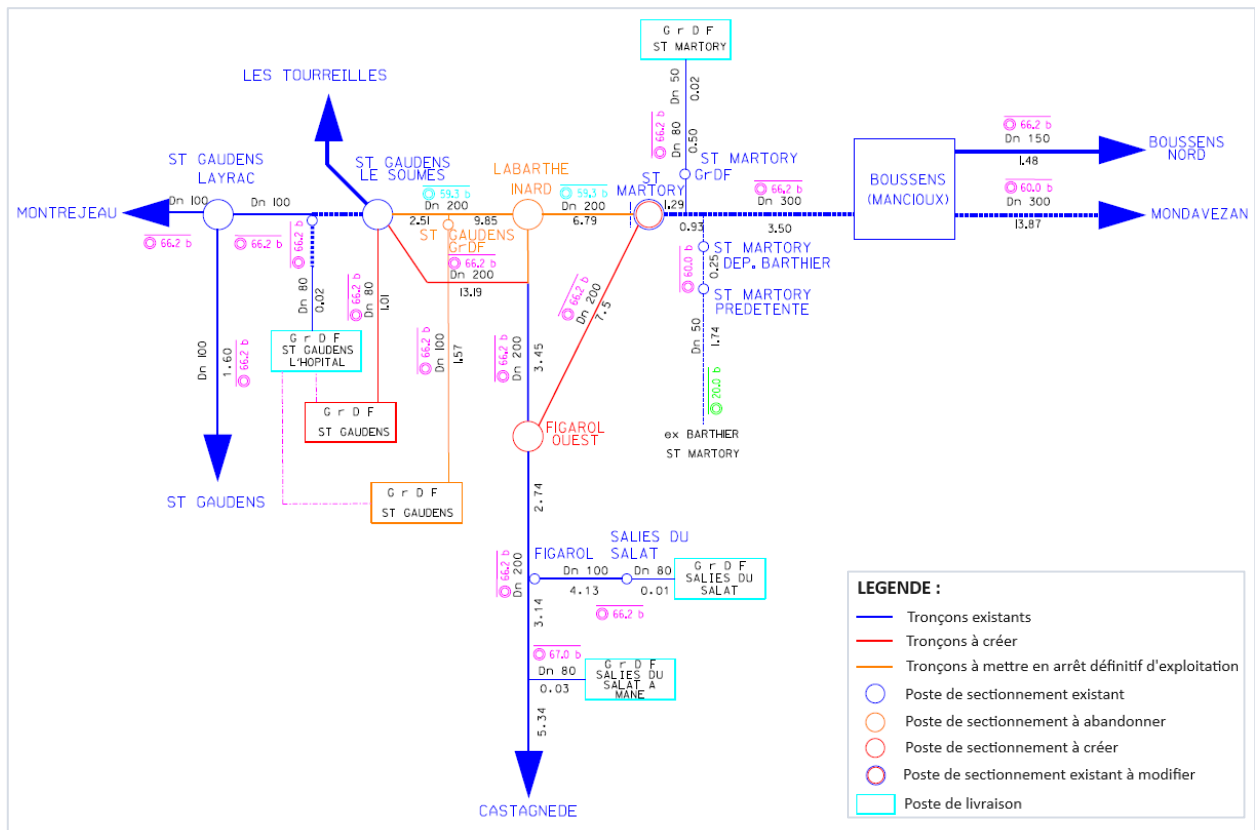 G r D F
ST MARTORY
LES TOURREILLES
Dn 50
0.02
66.2 b
Dn 80
0.50
66.2 b
Dn 150
1.48
BOUSSENS
NORD
ST GAUDENS
LAYRAC
ST GAUDENS
LE SOUMES
LABARTHE
INARD
ST
MARTORY
ST MARTORY
GrDF
BOUSSENS
(MANCIOUX)
MONTREJEAU
Dn 100
66.2 b
Dn 100
66.2 b
66.2 b
59.3 b
Dn 200
2.51
9.85
59.3 b
Dn 200
6.79
1.29
66.2 b
Dn 300
0.93
3.50
60.0 b
Dn 300
13.87
MONDAVEZAN
ST GAUDENS
GrDF
66.2 b
Dn 200
13.19
66.2 b
Dn 200
7.5
60.0 b
0.25
ST MARTORY
DEP. BARTHIER
ST MARTORY
PREDETENTE
Dn 80
0.02
66.2 b
Dn 80
1.01
G r D F
ST GAUDENS
L'HOPITAL
Dn 100
1.60
66.2 b
Dn 100
1.57
66.2 b
66.2 b
Dn 200
3.45
Dn 50
1.74
20.0 b
G r D F
ST GAUDENS
FIGAROL
OUEST
ex BARTHIER
ST MARTORY
ST GAUDENS
G r D F
ST GAUDENS
2.74
66.2 b
Dn 200
3.14
FIGAROL
SALIES DU
SALAT
Dn 100
4.13
Dn 80
0.01
66.2 b
G r D F
SALIES DU
SALAT
67.0 b
Dn 80
0.03
G r D F
SALIES DU
SALAT A
MANE
5.34
CASTAGNEDE
LEGENDE :
Tronçons existants
Tronçons à créer
Tronçons à mettre en arrêt définitif d'exploitation
Poste de sectionnement existant
Poste de sectionnement à abandonner
Poste de sectionnement à créer
Poste de sectionnement existant à modifier
Poste de livraison